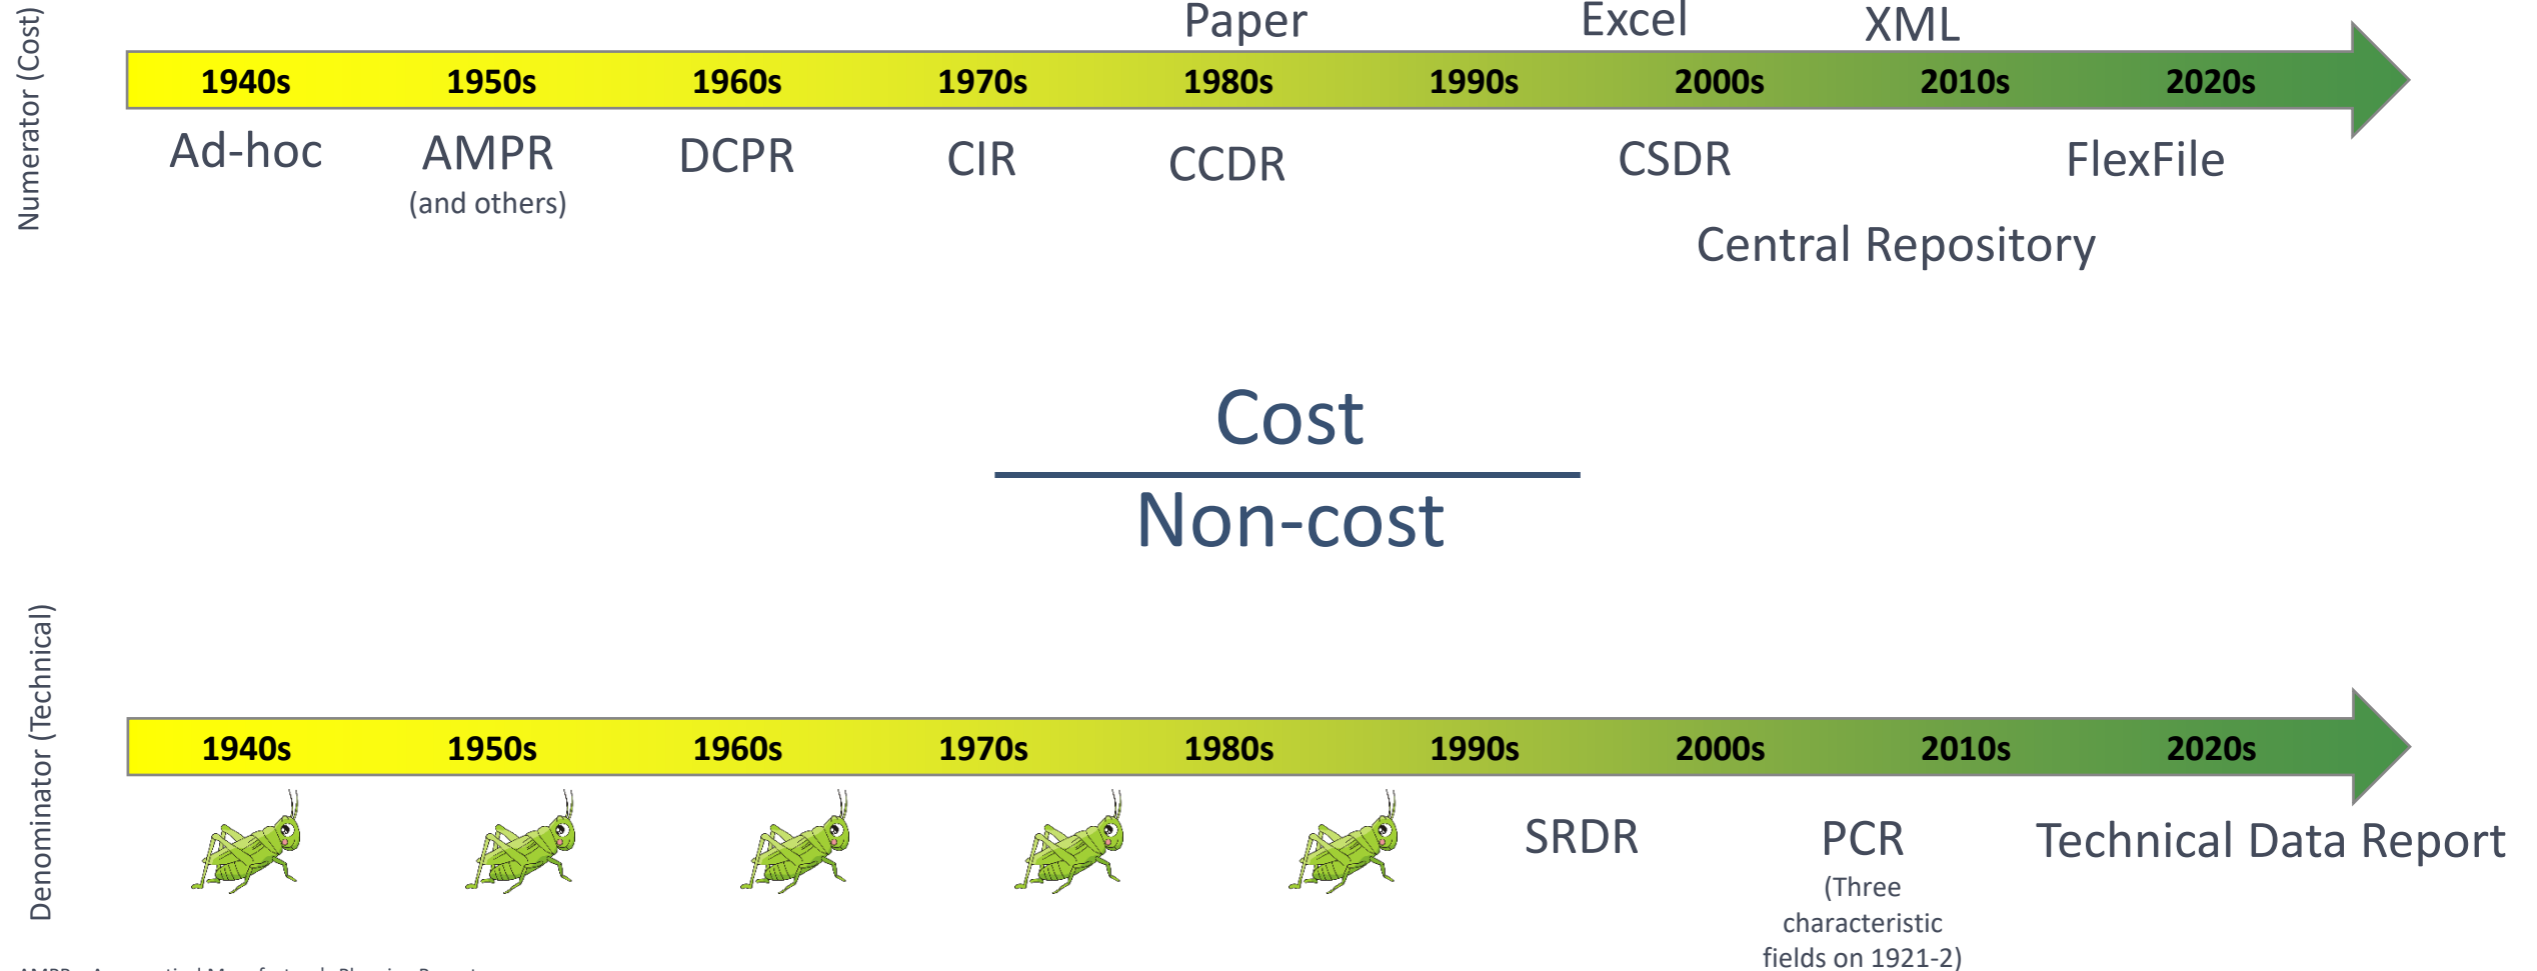 Numerator (Cost)
Paper
Excel
XML
1940s 1950s 1960s 1970s 1980s 1990s 2000s 2010s 2020s
Ad-hoc
AMPR
(and others)
DCPR
CIR
CCDR
CSDR
FlexFile
Central Repository
Cost
Non-cost
Denominator (Technical)
1940s 1950s 1960s 1970s 1980s 1990s 2000s 2010s 2020s
SRDR
PCR
(Three
characteristic
fields on 1921-2)
Technical Data Report